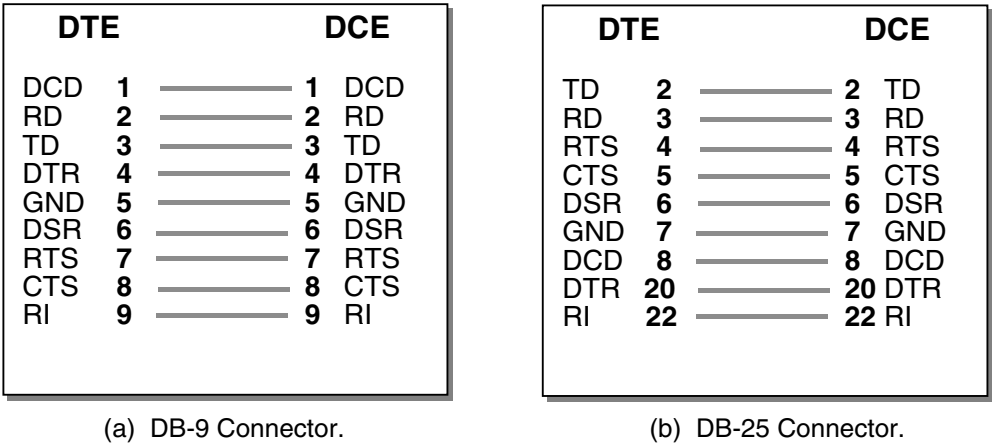 DTE DCE
DCD 1 1 DCD
RD 2 2 RD
TD 3 3 TD
DTR 4 4 DTR
GND 5 5 GND
DSR 6 6 DSR
RTS 7 7 RTS
CTS 8 8 CTS
RI 9 9 RI
(a) DB-9 Connector.
DTE DCE
TD 2 2 TD
RD 3 3 RD
RTS 4 4 RTS
CTS 5 5 CTS
DSR 6 6 DSR
GND 7 7 GND
DCD 8 8 DCD
DTR 20 20 DTR
RI 22 22 RI
(b) DB-25 Connector.